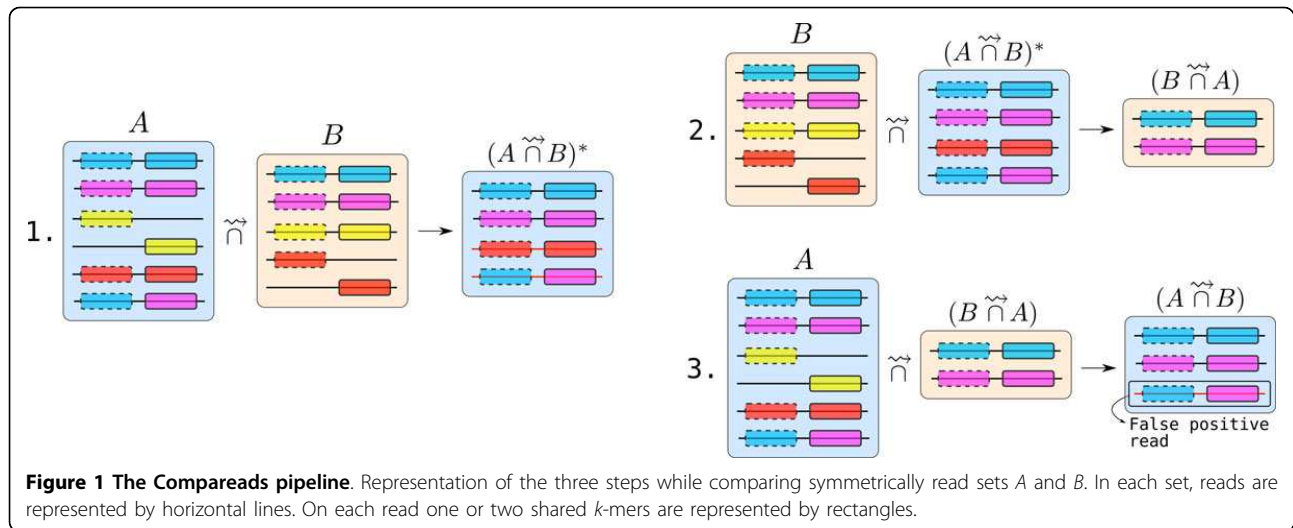 1.
A
∩
B
(A ∩ B)*
2.
B
∩
(A ∩ B)*
(B ∩ A)
3.
A
∩
(B ∩ A)
(A ∩ B)
False positive
read
Figure 1 The Compareads pipeline. Representation of the three steps while comparing symmetrically read sets A and B. In each set, reads are
represented by horizontal lines. On each read one or two shared k-mers are represented by rectangles.